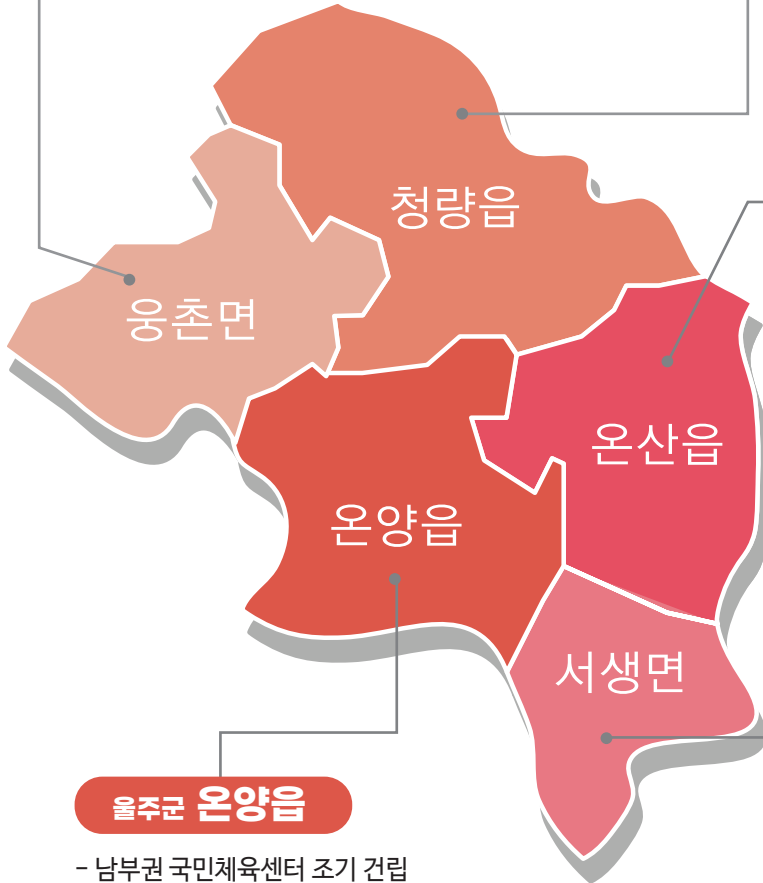 청량읍
웅촌면
온산읍
온양읍
서생면
울주군 온양읍
- 남부권 국민체육센터 조기 건립